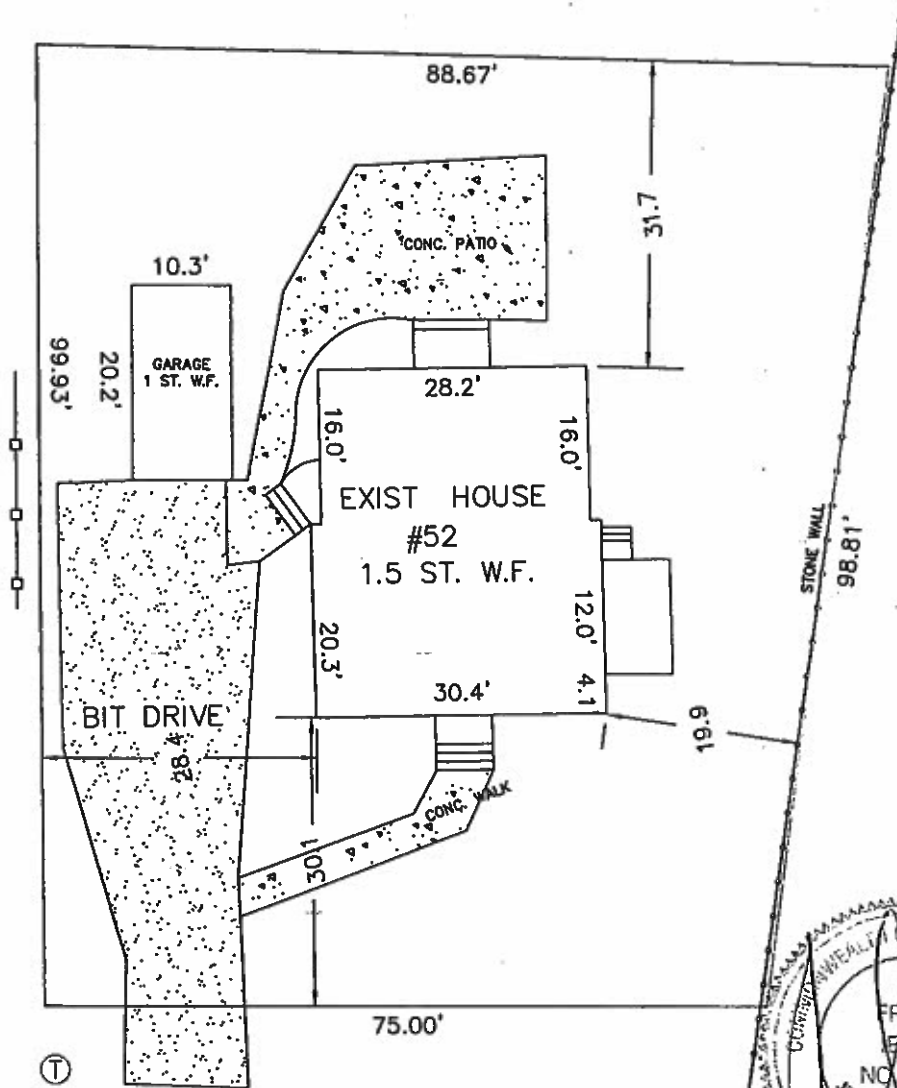 88.67'
31.7
CONC. PATIO
10.3'
GARAGE
1 ST. W.F.
20.2'
99.93'
28.2'
16.0'
16.0'
EXIST HOUSE
#52
1.5 ST. W.F.
STONE WALL
98.81'
12.0'
20.3'
30.4'
4.1
19.9
BIT DRIVE
28.4
CONC. WALK
30.1
75.00'
T
NO